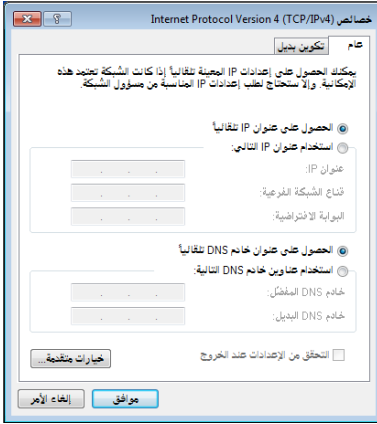 خصائص Internet Protocol Version 4 (TCP/IPv4)
عام
تكوين بديل
يمكنك الحصول على إعدادات IP المعينة تلقائياً إذا كانت الشبكة تعتمد هذه
الإمكانية. وإلا ستحتاج لطلب إعدادات IP المناسبة من مسؤول الشبكة.
الحصول على عنوان IP تلقائياً
استخدام عنوان IP التالي:
عنوان IP:
قناع الشبكة الفرعية:
البوابة الافتراضية:
الحصول على عنوان خادم DNS تلقائياً
استخدام عناوين خادم DNS التالية:
خادم DNS المفضّل:
خادم DNS البديل:
التحقق من الإعدادات عند الخروج
خيارات متقدمة...
موافق
إلغاء الأمر